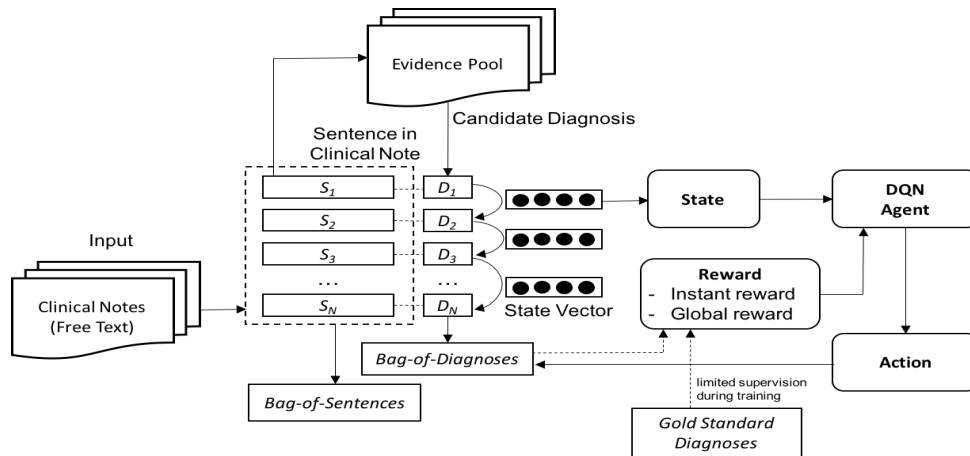 Evidence Pool
Candidate Diagnosis
Sentence in
Clinical Note
S1
D1
S2
D2
S3
D3
...
...
SN
DN
State Vector
Input
Clinical Notes
(Free Text)
Bag-of-Diagnoses
Bag-of-Sentences
State
DQN
Agent
Reward
- Instant reward
- Global reward
Action
limited supervision
during training
Gold Standard
Diagnoses